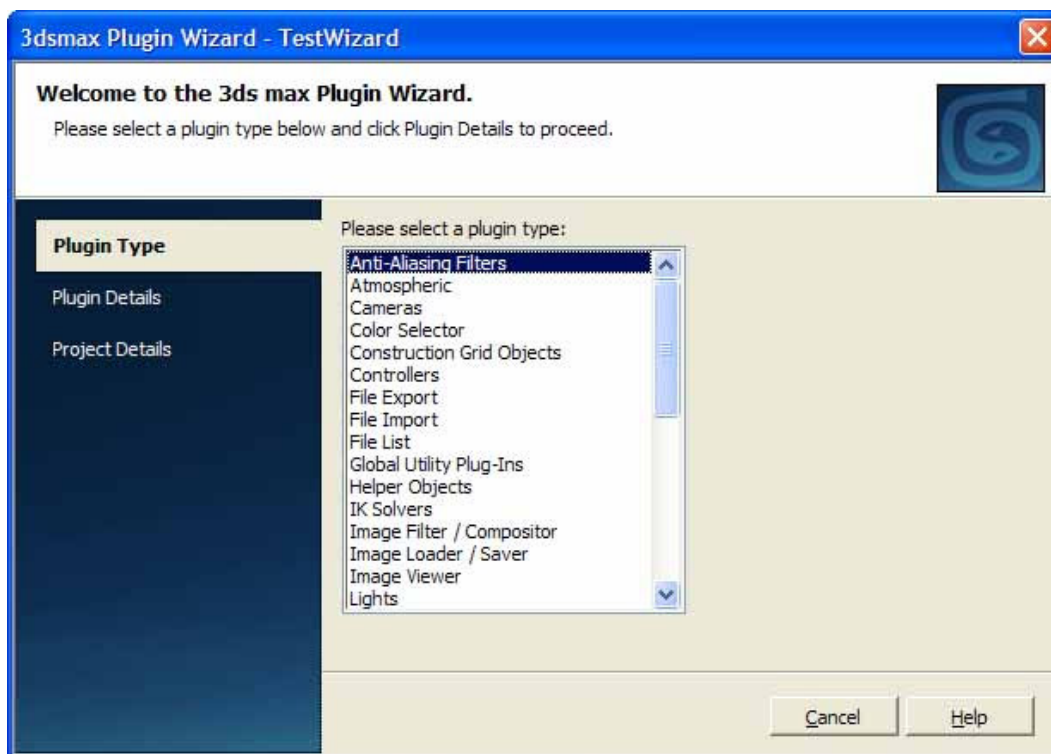 3dsmax Plugin Wizard - TestWizard
Welcome to the 3ds max Plugin Wizard.
Please select a plugin type below and click Plugin Details to proceed.
Plugin Type
Plugin Details
Project Details
Please select a plugin type:
Anti-Aliasing Filters
Atmospheric
Cameras
Color Selector
Construction Grid Objects
Controllers
File Export
File Import
File List
Global Utility Plug-Ins
Helper Objects
IK Solvers
Image Filter / Compositor
Image Loader / Saver
Image Viewer
Lights
Cancel
Help